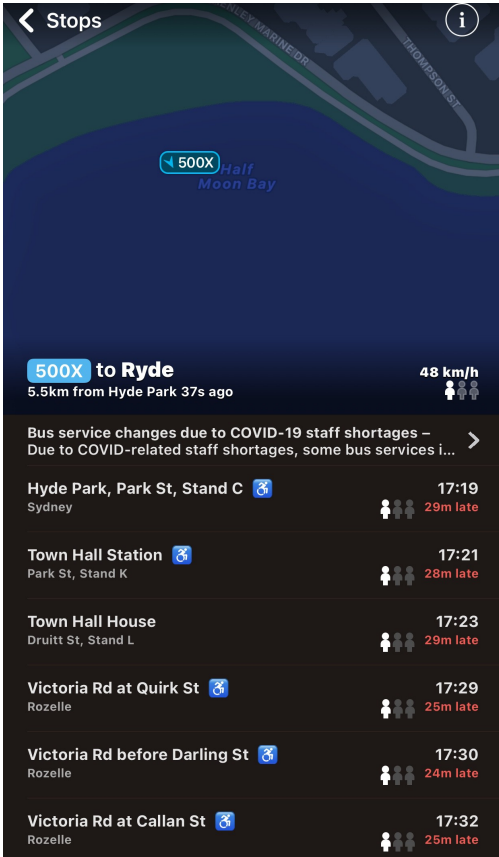 Stops
i
HENLEY MARINE DR
THOMPSON ST
500X
Half
Moon Bay
500X to Ryde
48 km/h
5.5km from Hyde Park 37s ago
Bus service changes due to COVID-19 staff shortages –
Due to COVID-related staff shortages, some bus services i...
Hyde Park, Park St, Stand C 17:19
Sydney 29m late
Town Hall Station 17:21
Park St, Stand K 28m late
Town Hall House 17:23
Druitt St, Stand L 29m late
Victoria Rd at Quirk St 17:29
Rozelle 25m late
Victoria Rd before Darling St 17:30
Rozelle 24m late
Victoria Rd at Callan St 17:32
Rozelle 25m late